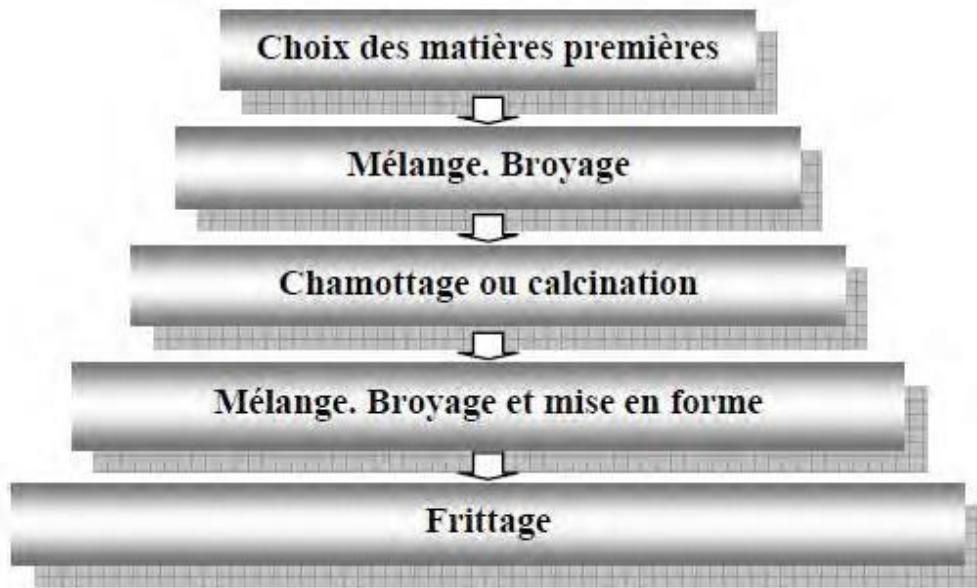 Choix des matières premières
Mélange. Broyage
Chamottage ou calcination
Mélange. Broyage et mise en forme
Frittage